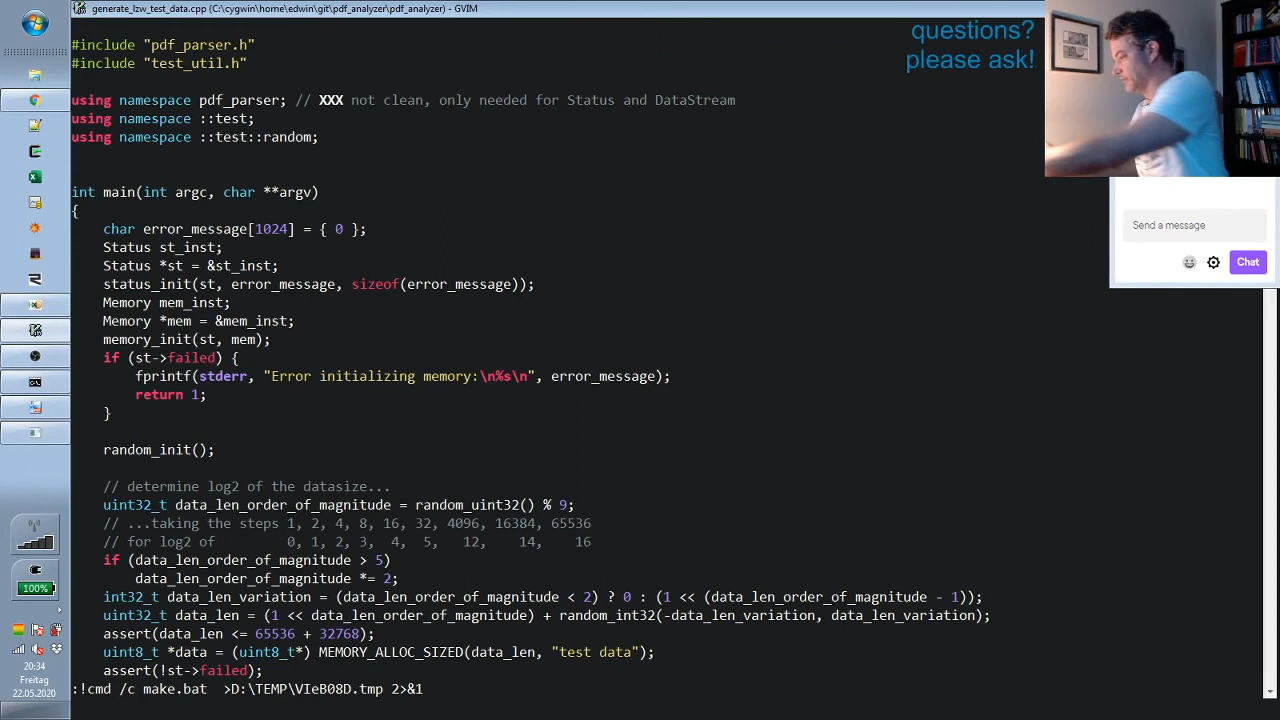 generate_lzw_test_data.cpp (C:\cygwin\home\edwin\git\pdf_analyzer\pdf_analyzer) - GVIM
questions?
please ask!
#include "pdf_parser.h"
#include "test_util.h"
using namespace pdf_parser; // XXX not clean, only needed for Status and DataStream
using namespace ::test;
using namespace ::test::random;
int main(int argc, char **argv)
{
    char error_message[1024] = { 0 };
    Status st_inst;
    Status *st = &st_inst;
    status_init(st, error_message, sizeof(error_message));
    Memory mem_inst;
    Memory *mem = &mem_inst;
    memory_init(st, mem);
    if (st->failed) {
        fprintf(stderr, "Error initializing memory:\n%s\n", error_message);
        return 1;
    }
    random_init();
    // determine log2 of the datasize...
    uint32_t data_len_order_of_magnitude = random_uint32() % 9;
    // ...taking the steps 1, 2, 4, 8, 16, 32, 4096, 16384, 65536
    // for log2 of         0, 1, 2, 3,  4,  5,   12,    14,    16
    if (data_len_order_of_magnitude > 5)
        data_len_order_of_magnitude *= 2;
    int32_t data_len_variation = (data_len_order_of_magnitude < 2) ? 0 : (1 << (data_len_order_of_magnitude - 1));
    uint32_t data_len = (1 << data_len_order_of_magnitude) + random_int32(-data_len_variation, data_len_variation);
    assert(data_len <= 65536 + 32768);
    uint8_t *data = (uint8_t*) MEMORY_ALLOC_SIZED(data_len, "test data");
    assert(!st->failed);
:!cmd /c make.bat  >D:\TEMP\VIeB08D.tmp 2>&1
Send a message
Chat
100%
20:34
Freitag
22.05.2020